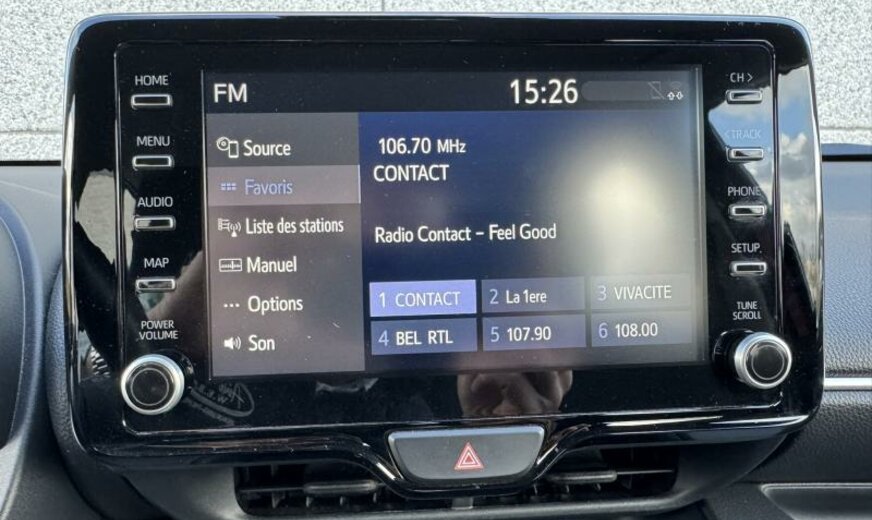 HOME
MENU
AUDIO
MAP
POWER
VOLUME
FM 15:26
Source
Favoris
Liste des stations
Manuel
Options
Son
106.70 MHz
CONTACT
Radio Contact – Feel Good
1 CONTACT 2 La 1ere 3 VIVACITE
4 BEL RTL 5 107.90 6 108.00
CH >
< TRACK
PHONE
SETUP
TUNE
SCROLL